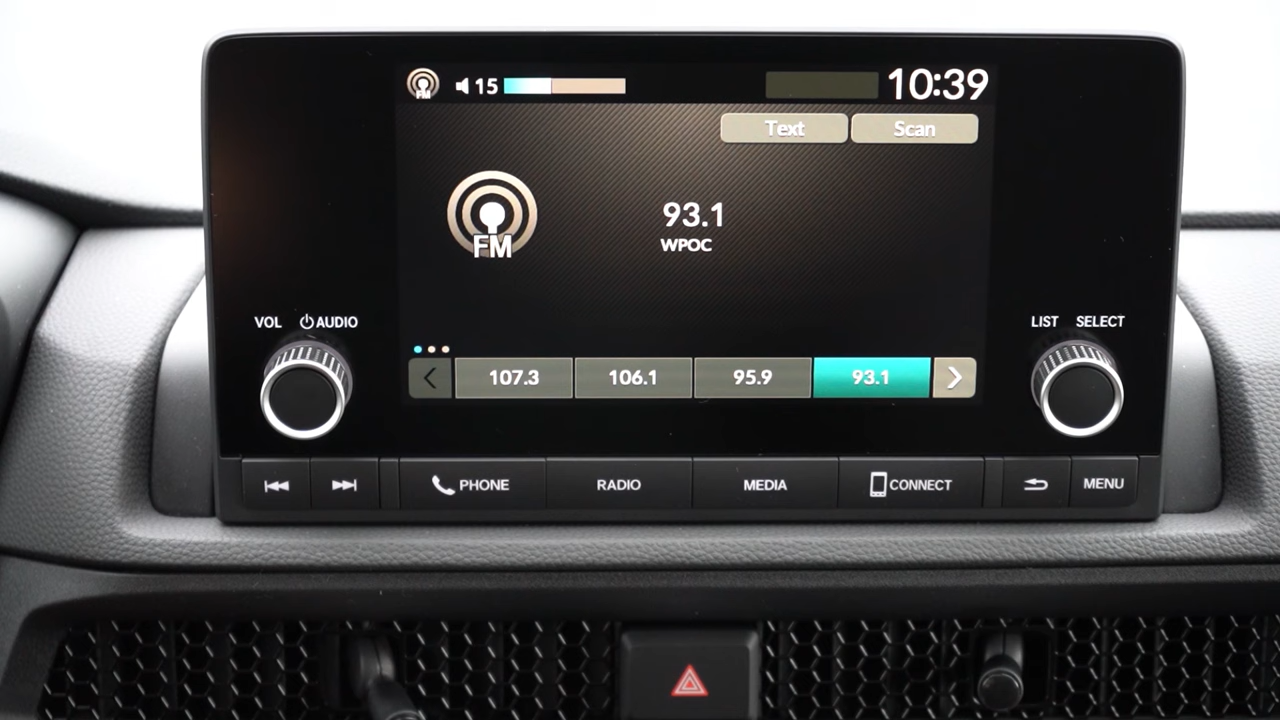 FM 15 10:39
Text Scan
FM
93.1
WPOC
VOL AUDIO
LIST SELECT
107.3 106.1 95.9 93.1
PHONE RADIO MEDIA CONNECT MENU